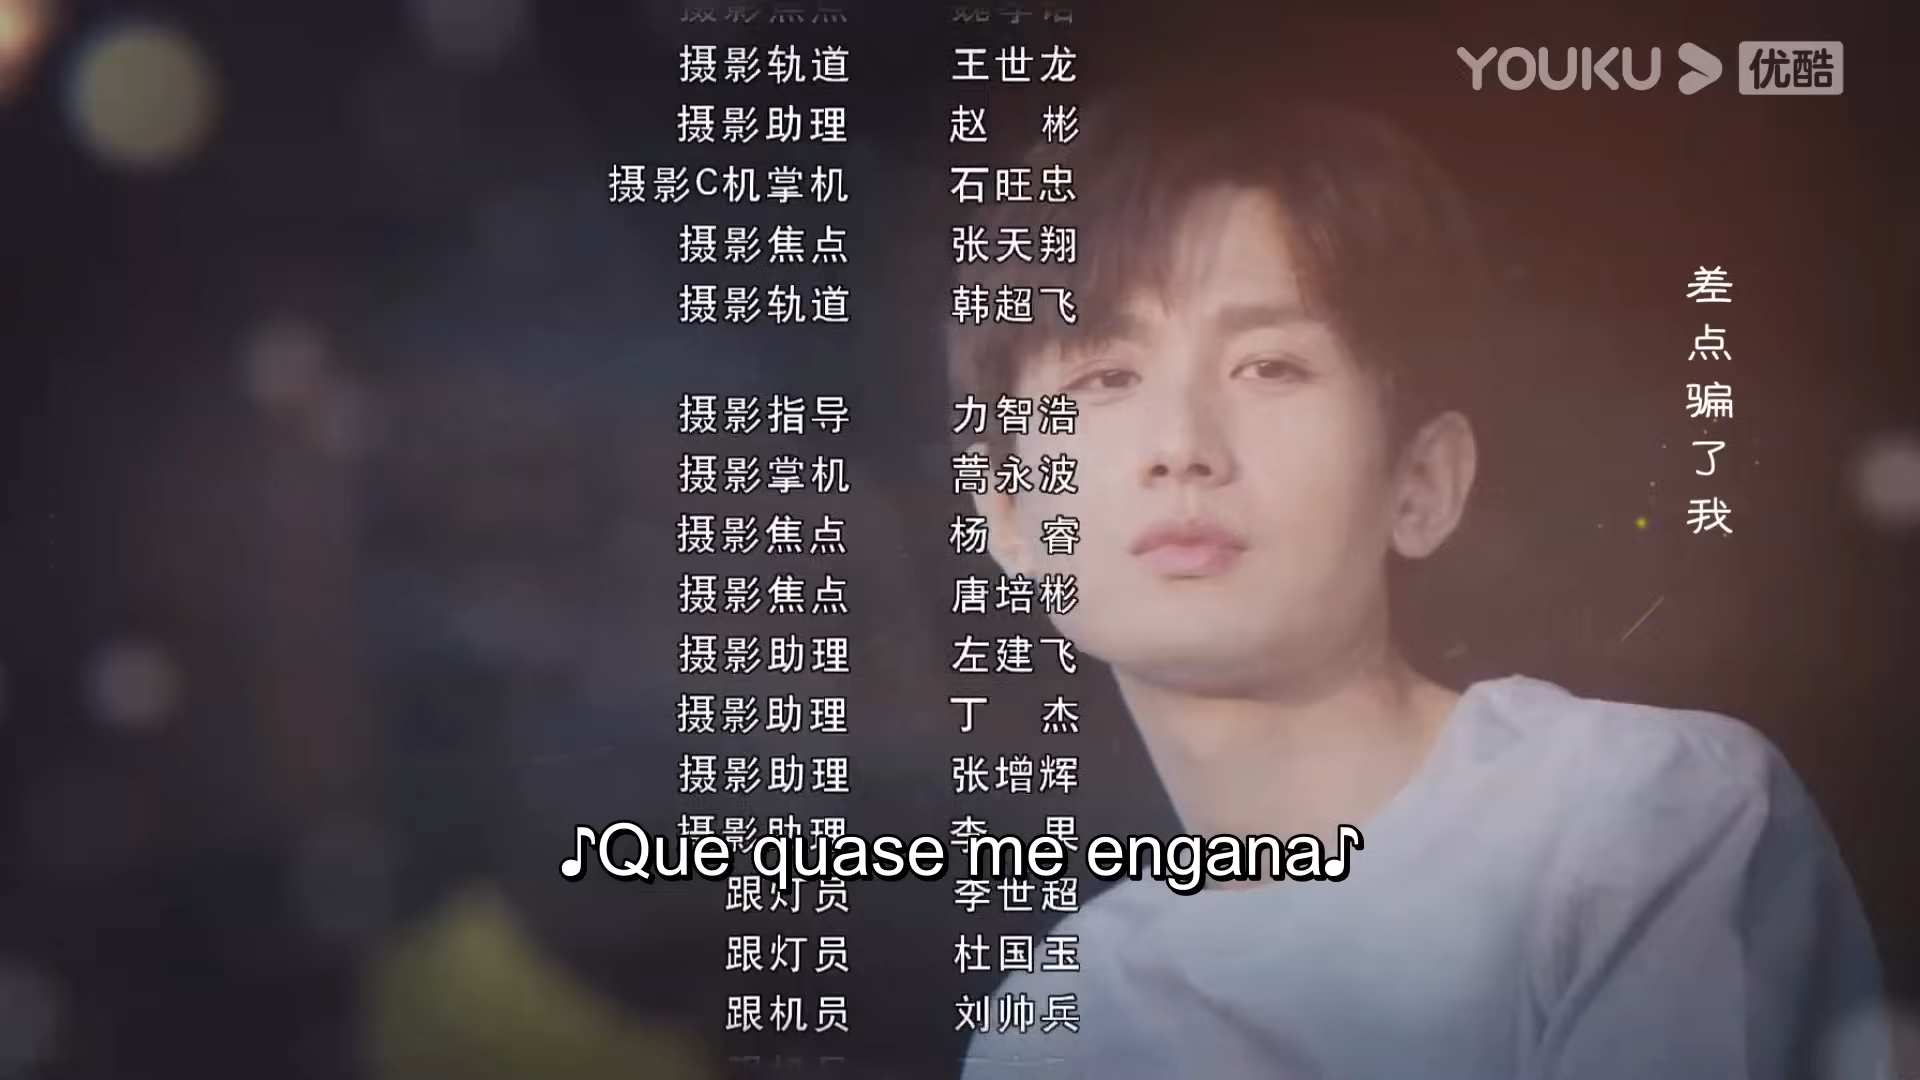 YOUKU 优酷
摄影轨道 王世龙
摄影助理 赵彬
摄影C机掌机 石旺忠
摄影焦点 张天翔
摄影轨道 韩超飞
摄影指导 力智浩
摄影掌机 蒿永波
摄影焦点 杨睿
摄影焦点 唐培彬
摄影助理 左建飞
摄影助理 丁杰
摄影助理 张增辉
摄影助理 李果
♪Que quase me engana♪
跟灯员 李世超
跟灯员 杜国玉
跟机员 刘帅兵
差点骗了我